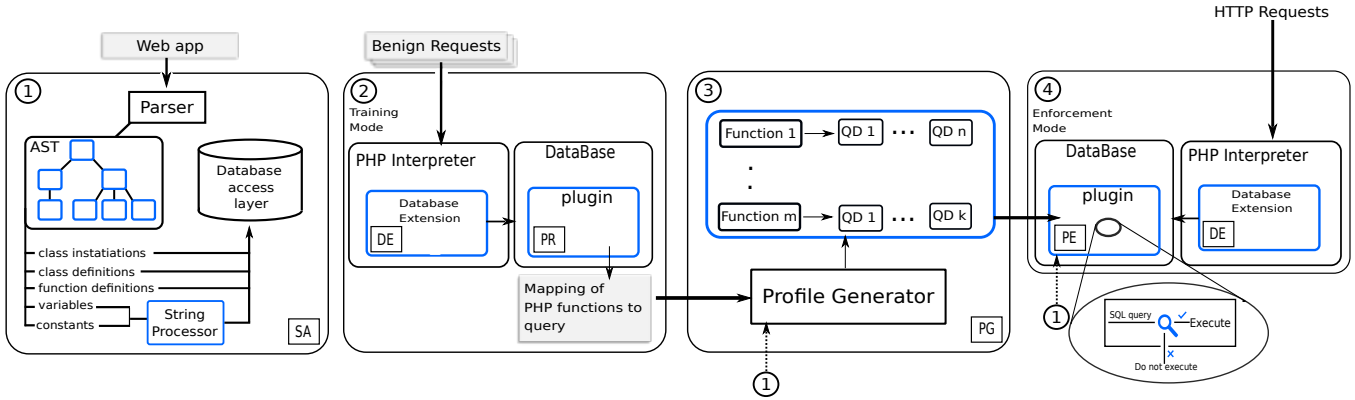 Web app
1
Parser
AST
Database
access
layer
class instatiations
class definitions
function definitions
variables
constants
String
Processor
SA
Benign Requests
2
Training
Mode
PHP Interpreter
Database
Extension
DE
DataBase
plugin
PR
Mapping of
PHP functions to
query
3
Function 1
QD 1
...
QD n
.
.
Function m
QD 1
...
QD k
Profile Generator
PG
1
HTTP Requests
4
Enforcement
Mode
DataBase
plugin
PE
PHP Interpreter
Database
Extension
DE
1
SQL query
Execute
Do not execute